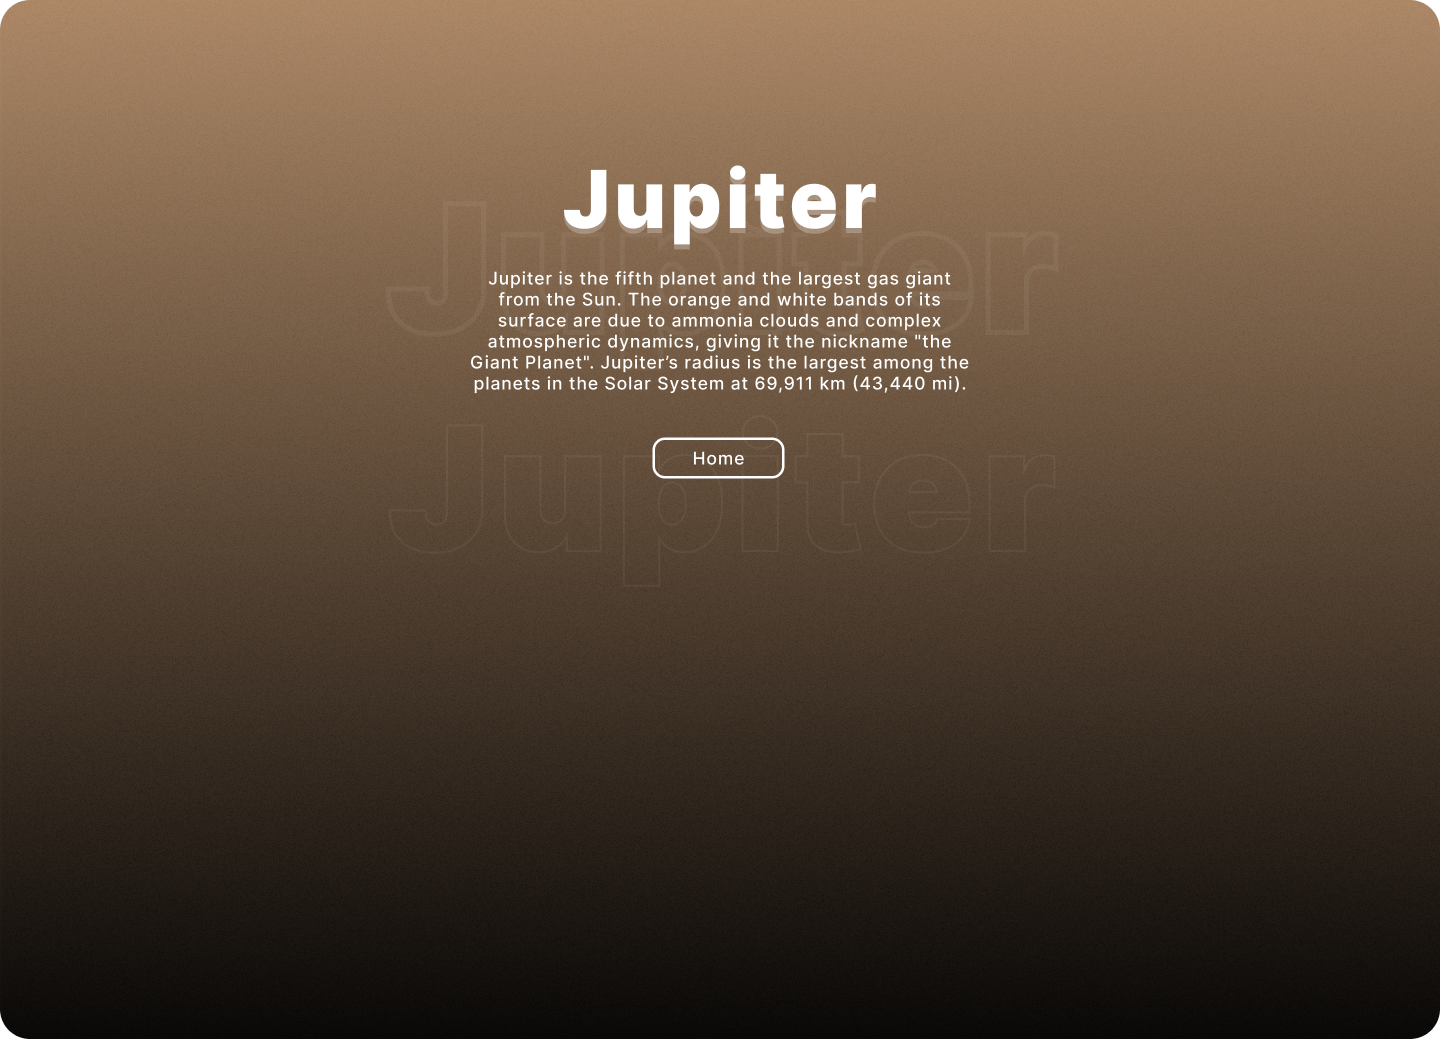 Jupiter
Jupiter
Jupiter is the fifth planet and the largest gas giant
from the Sun. The orange and white bands of its
surface are due to ammonia clouds and complex
atmospheric dynamics, giving it the nickname "the
Giant Planet". Jupiter’s radius is the largest among the
planets in the Solar System at 69,911 km (43,440 mi).
Home
Jupiter